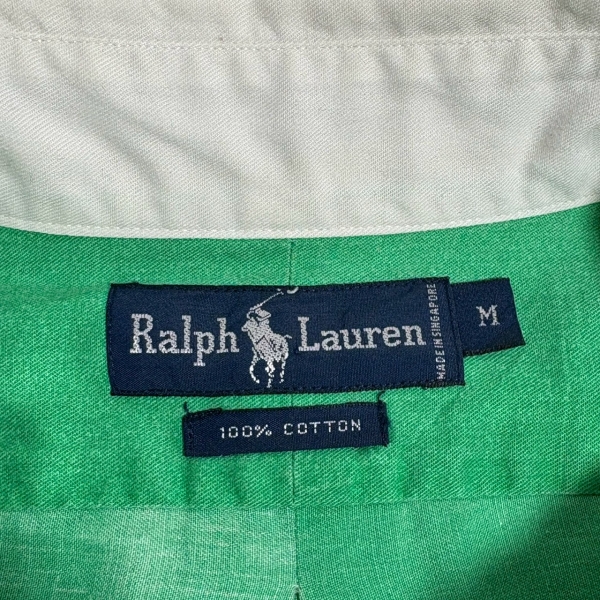 Ralph Lauren
MADE IN SINGAPORE
M
100% COTTON